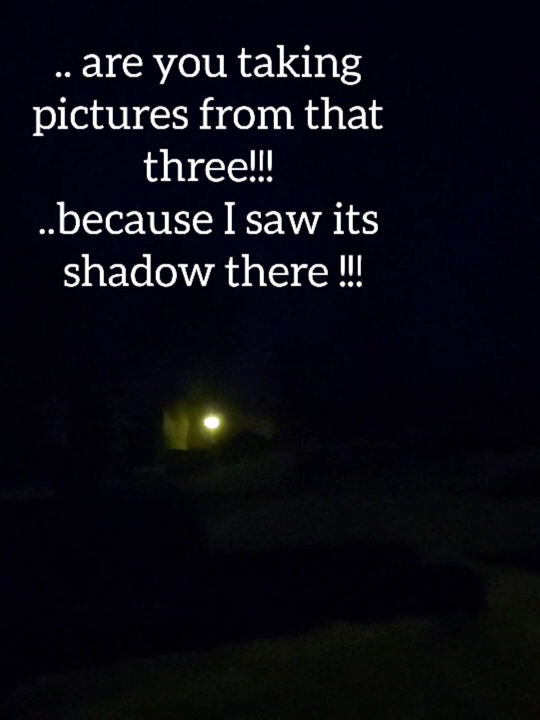 .. are you taking
pictures from that
three!!!
..because I saw its
shadow there !!!